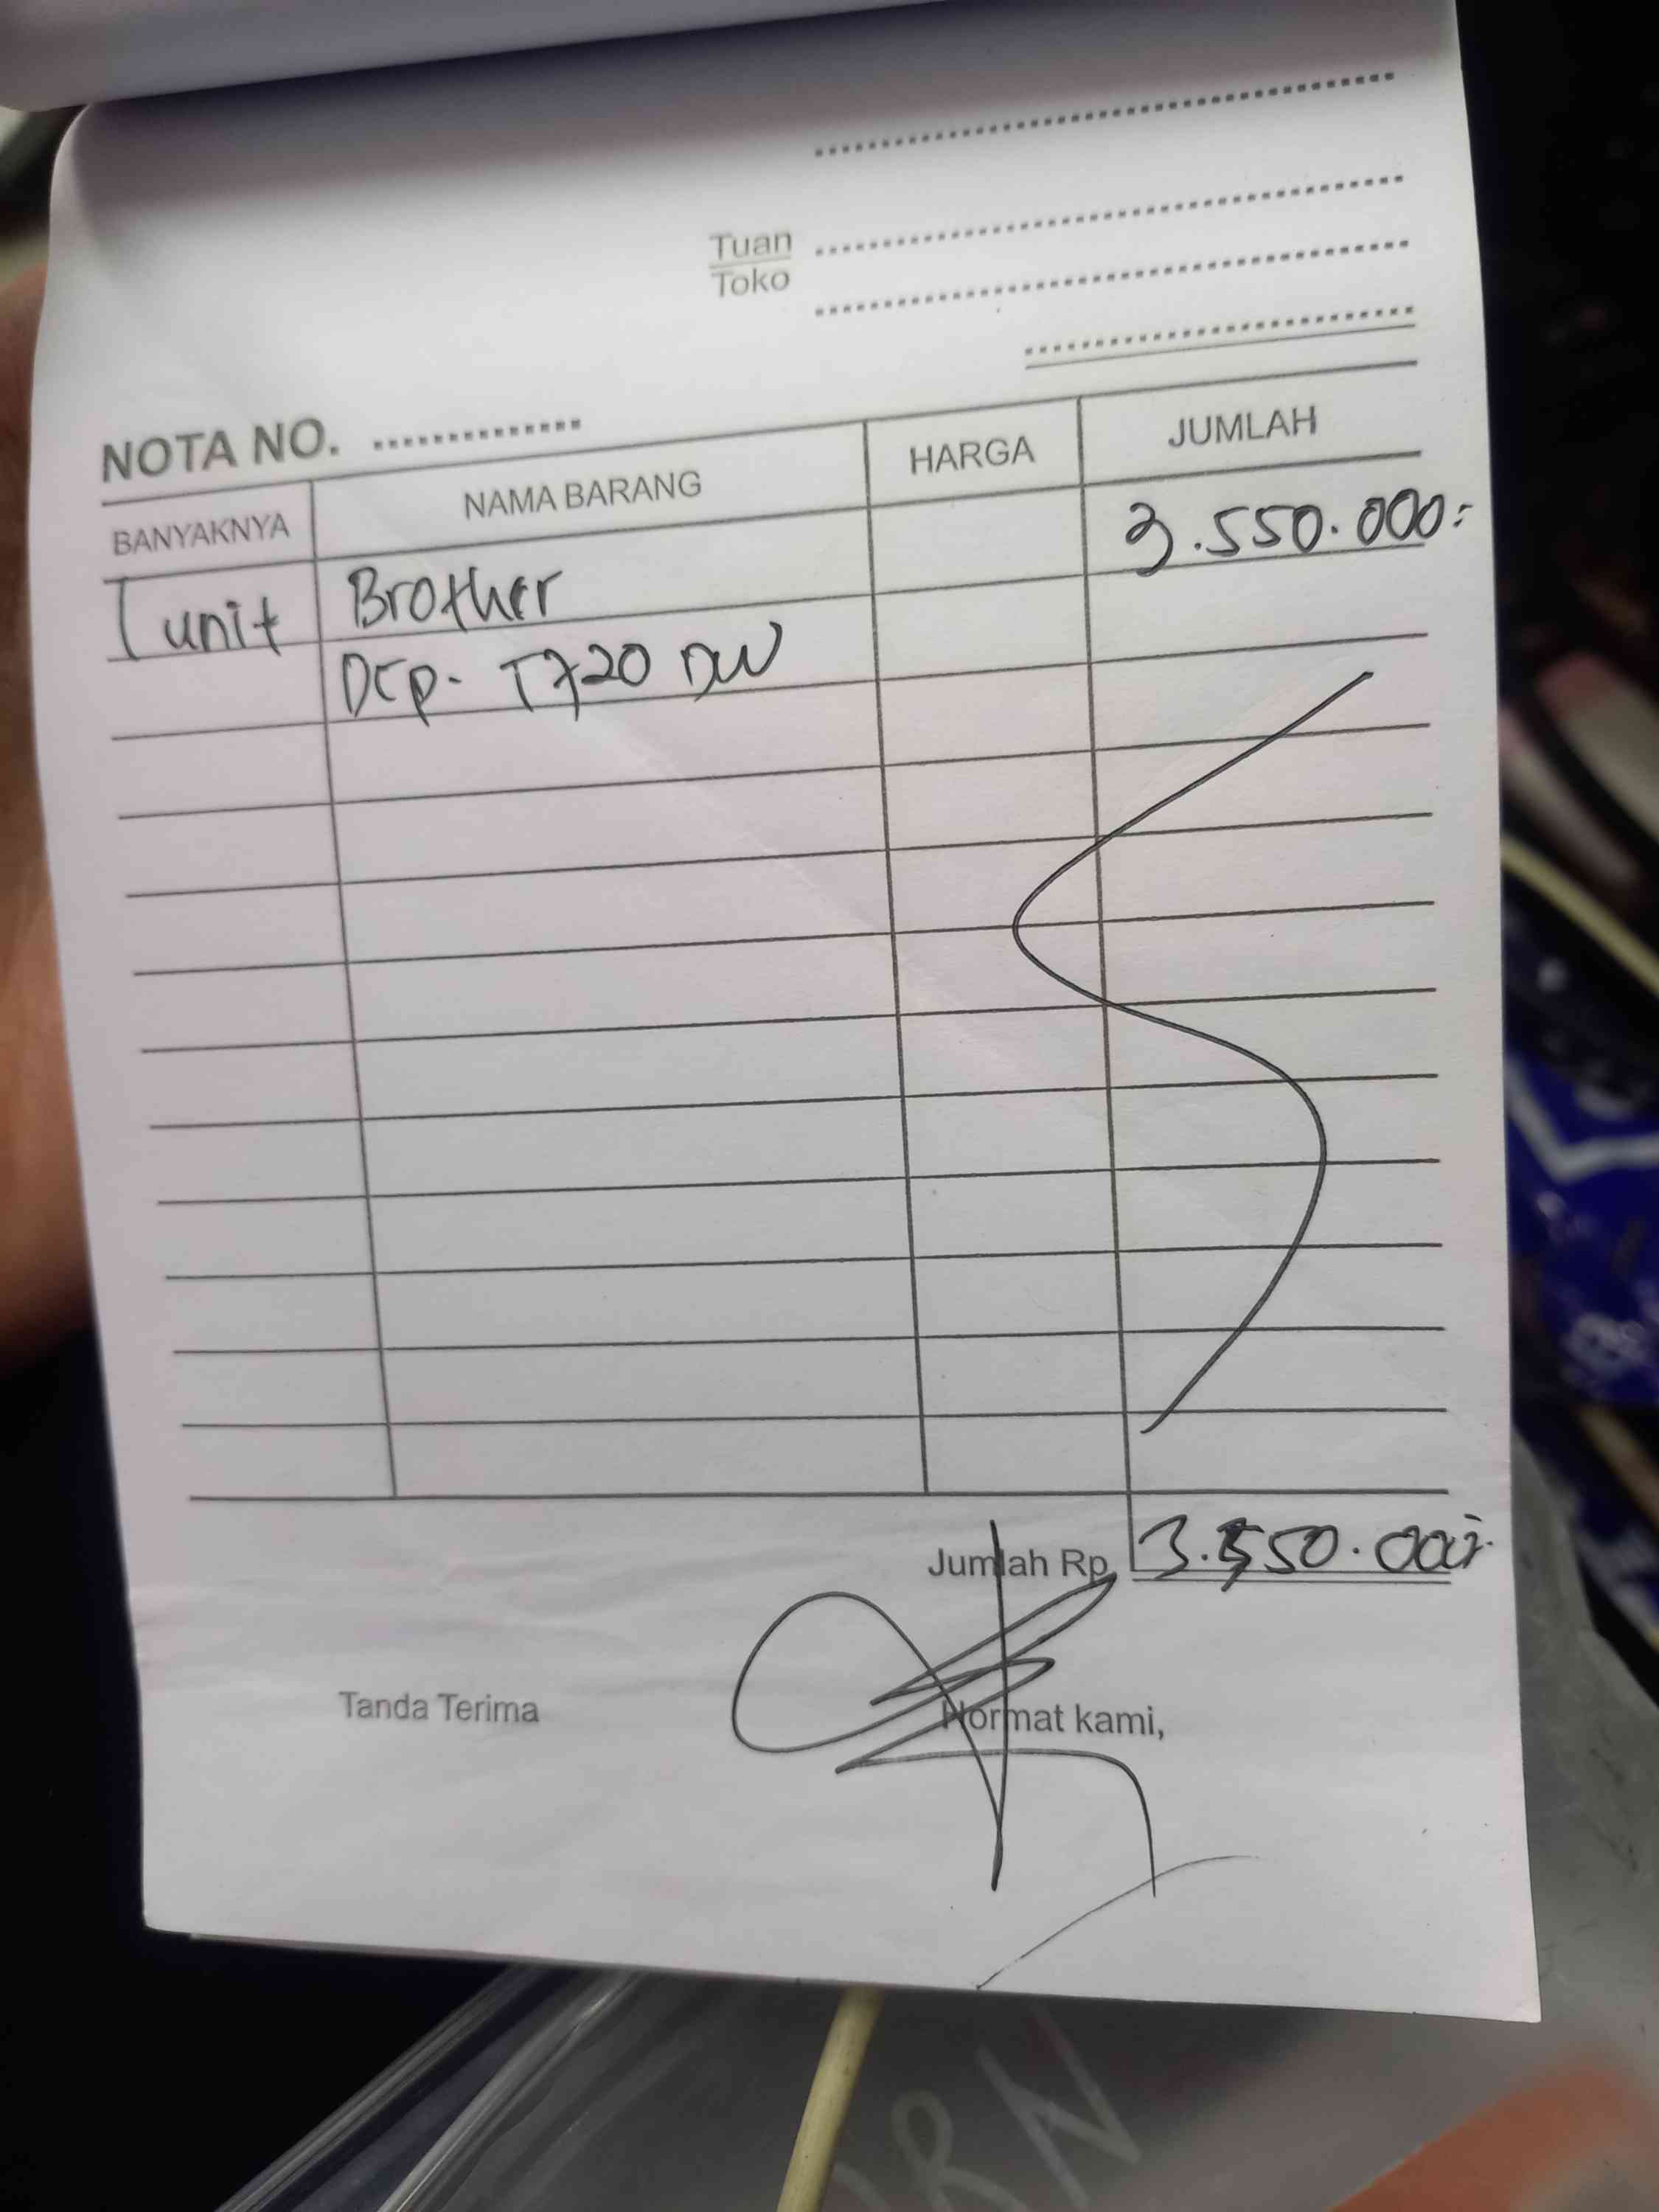 Tuan
Toko
NOTA NO. ..............
BANYAKNYA NAMA BARANG HARGA JUMLAH
1 unit Brother 3.550.000:-
DCP- T720 DW
Jumlah Rp. 3.550.000:-
Tanda Terima Hormat kami,
RN